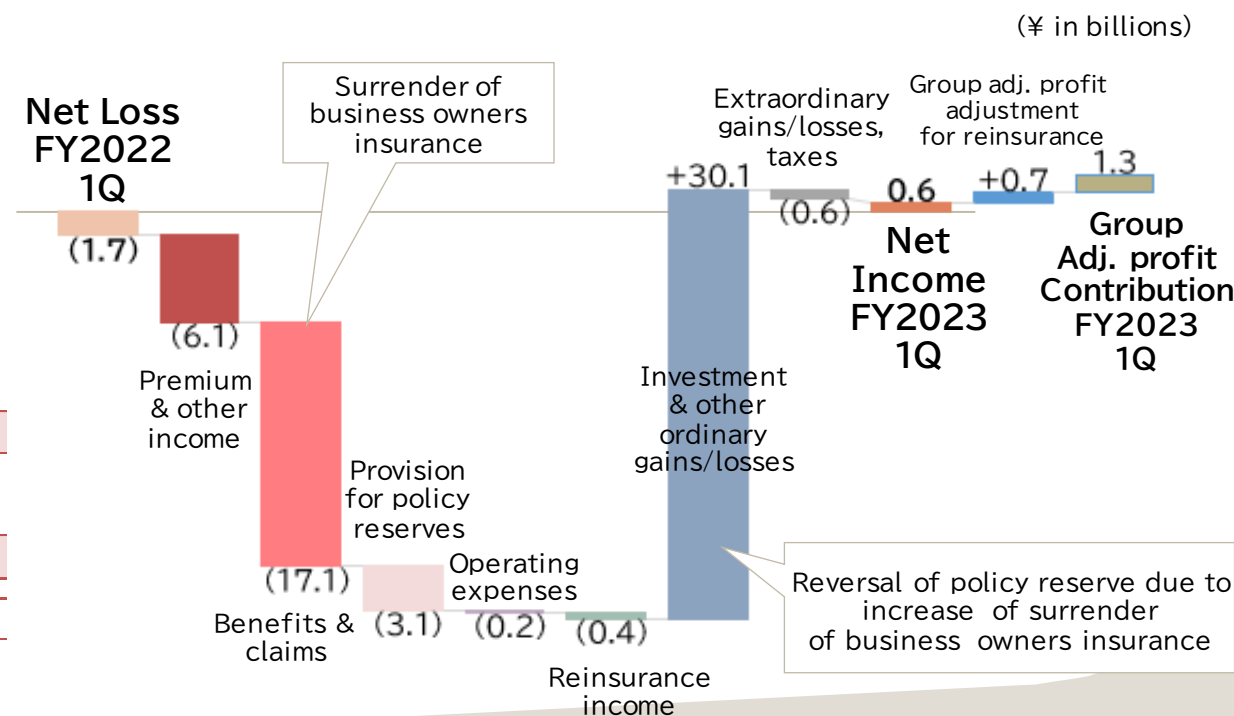 (¥ in billions)
Net Loss
FY2022
1Q
(1.7)
(6.1)
Premium
& other
income
Surrender of
business owners
insurance
(17.1)
Benefits &
claims
Provision
for policy
reserves
(3.1)
Operating
expenses
(0.2)
(0.4)
Reinsurance
income
+30.1
Investment
& other
ordinary
gains/losses
Reversal of policy reserve due to
increase of surrender
of business owners insurance
Extraordinary
gains/losses,
taxes
(0.6)
0.6
Net
Income
FY2023
1Q
Group adj. profit
adjustment
for reinsurance
+0.7
1.3
Group
Adj. profit
Contribution
FY2023
1Q